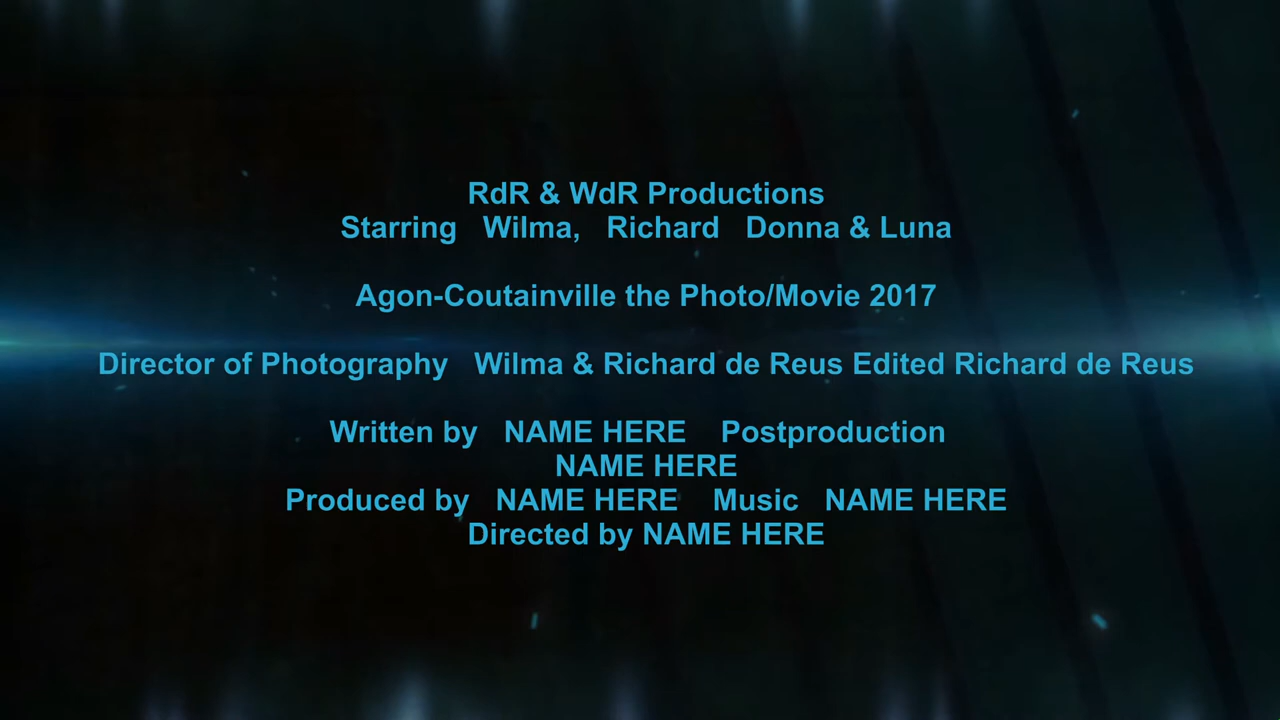 RdR & WdR Productions
Starring Wilma, Richard Donna & Luna
Agon-Coutainville the Photo/Movie 2017
Director of Photography Wilma & Richard de Reus Edited Richard de Reus
Written by NAME HERE Postproduction
NAME HERE
Produced by NAME HERE Music NAME HERE
Directed by NAME HERE